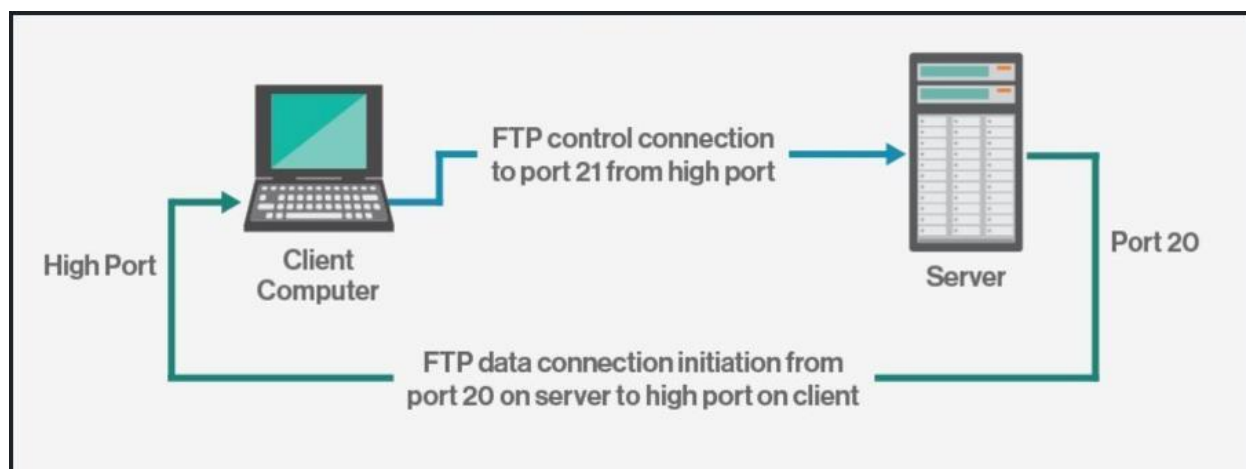 FTP control connection
to port 21 from high port
High Port
Client
Computer
Server
Port 20
FTP data connection initiation from
port 20 on server to high port on client